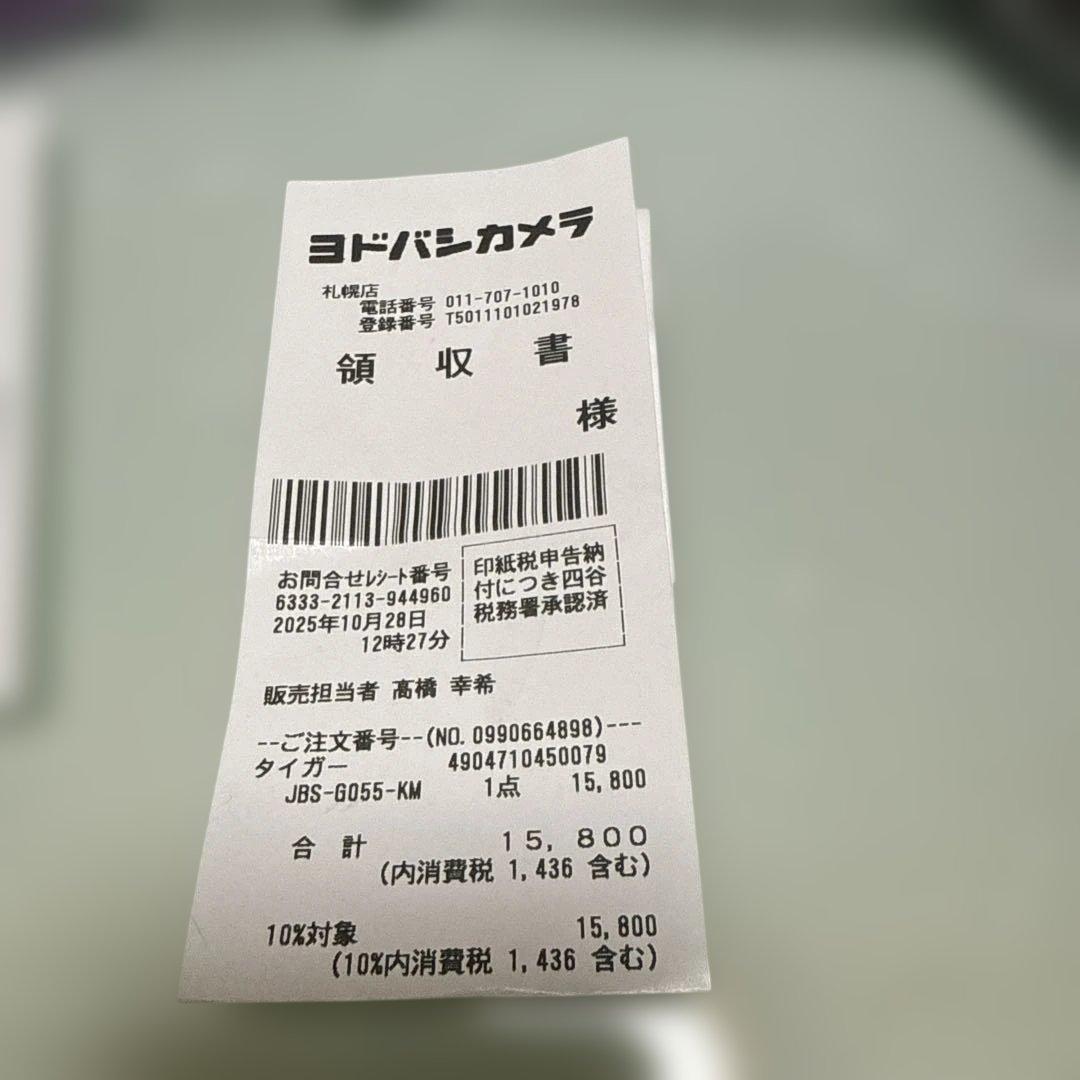 ヨドバシカメラ
札幌店
電話番号 011-707-1010
登録番号 T5011101021978
領 収 書
様
お問合せﾚｼｰﾄ番号
6333-2113-944960
2025年10月28日
12時27分
印紙税申告納
付につき四谷
税務署承認済
販売担当者 髙橋 幸希
--ご注文番号--(NO.0990664898)---
タイガー 4904710450079
JBS-G055-KM 1点 15,800
合 計 15,800
(内消費税 1,436 含む)
10%対象 15,800
(10%内消費税 1,436 含む)